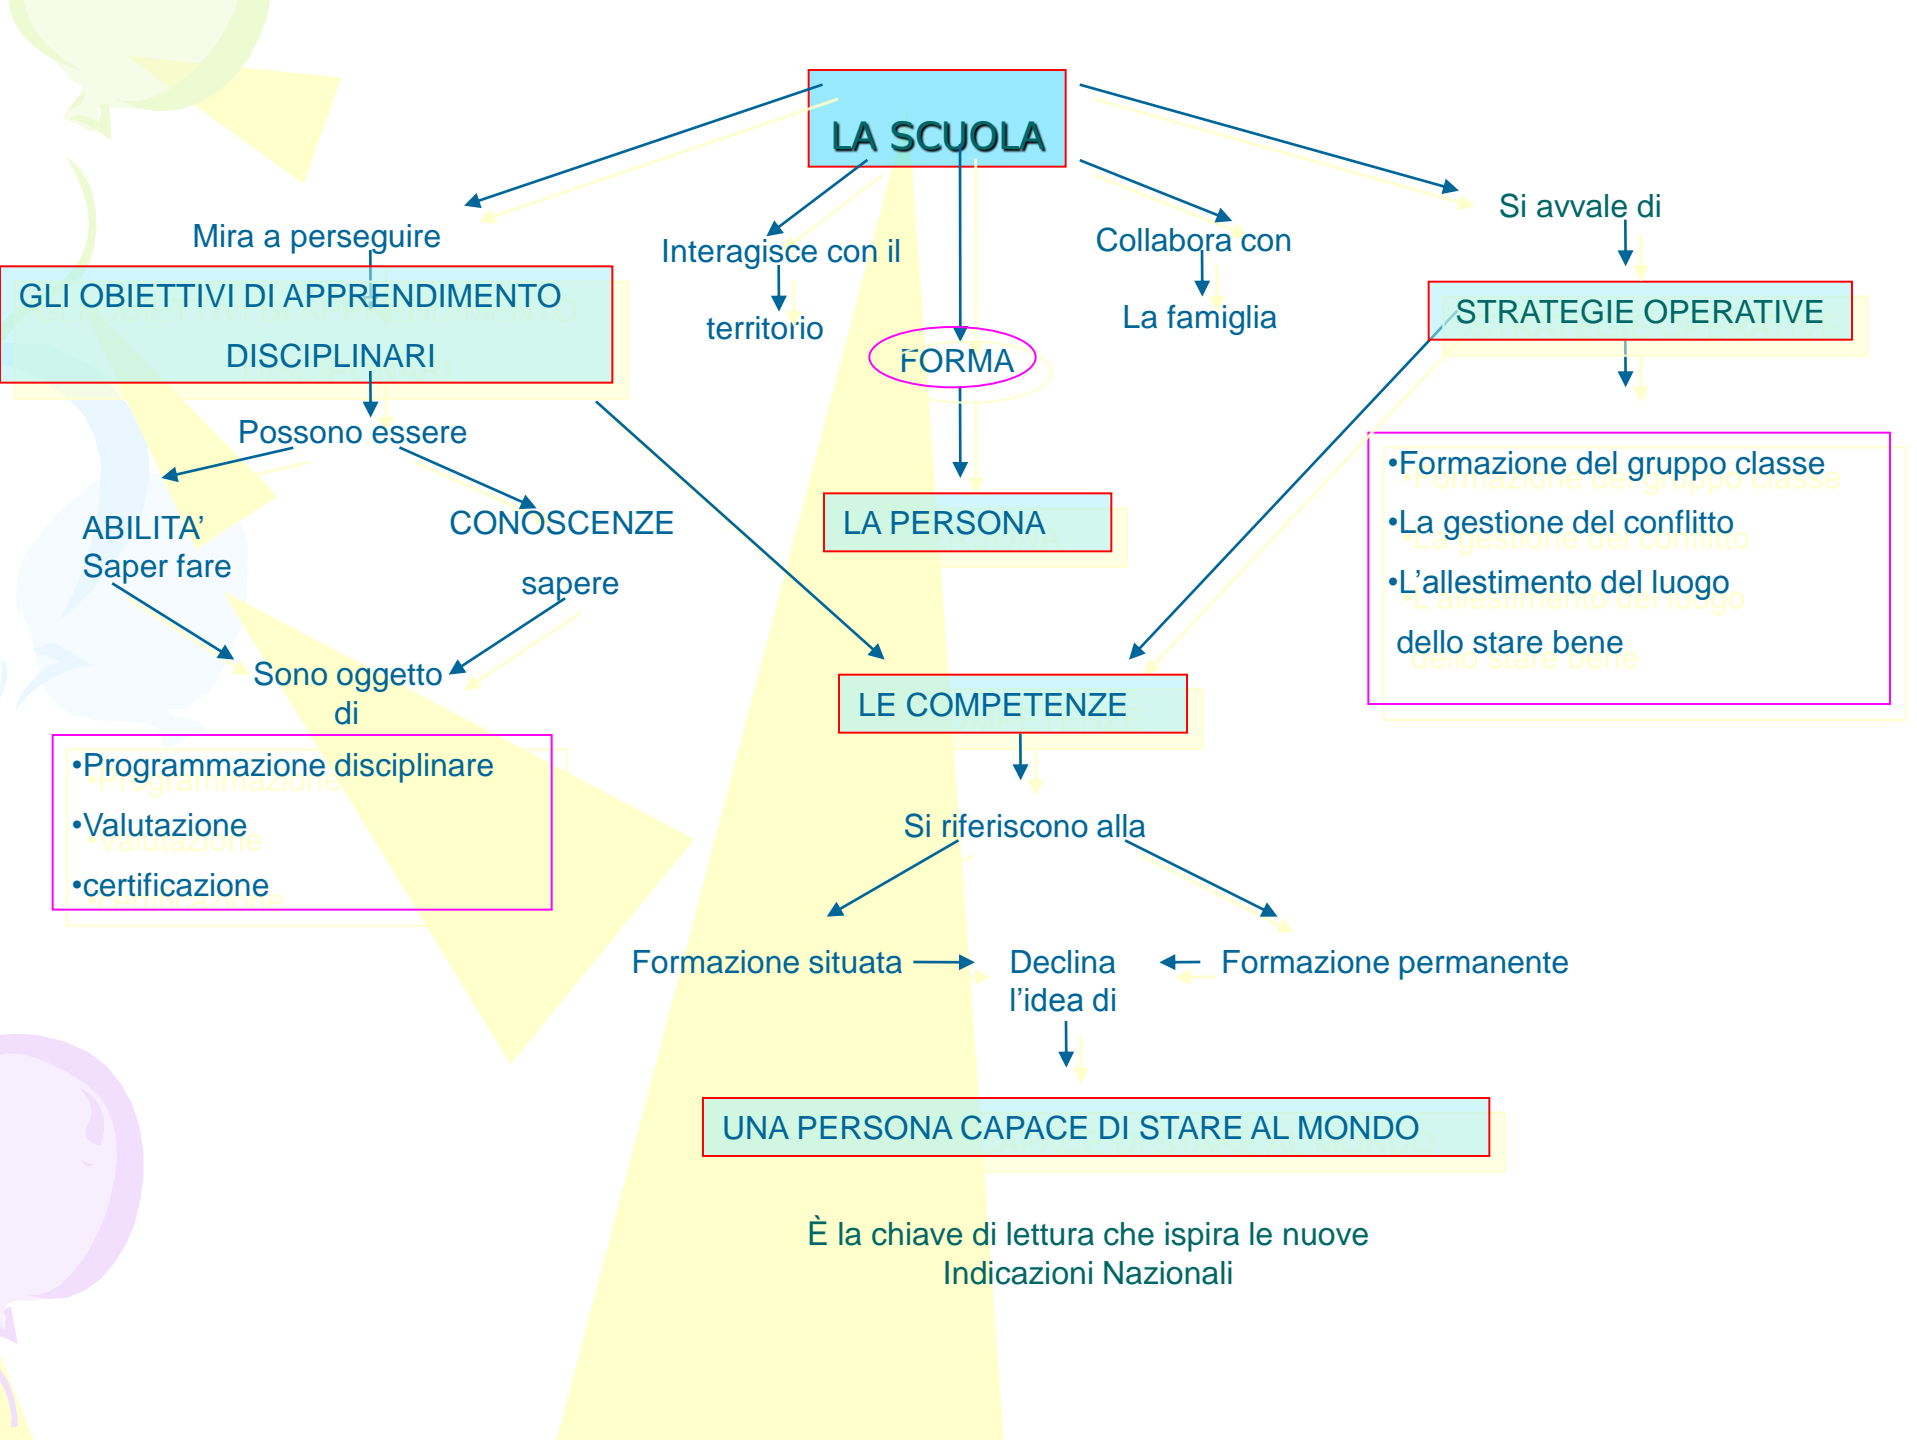 LA SCUOLA
Mira a perseguire
Interagisce con il
Collabora con
Si avvale di
GLI OBIETTIVI DI APPRENDIMENTO
DISCIPLINARI
territorio
La famiglia
STRATEGIE OPERATIVE
FORMA
Possono essere
•Formazione del gruppo classe
•La gestione del conflitto
•L’allestimento del luogo
dello stare bene
ABILITA’
Saper fare
CONOSCENZE
sapere
LA PERSONA
Sono oggetto
di
LE COMPETENZE
•Programmazione disciplinare
•Valutazione
•certificazione
Si riferiscono alla
Formazione situata
Declina
l’idea di
Formazione permanente
UNA PERSONA CAPACE DI STARE AL MONDO
È la chiave di lettura che ispira le nuove
Indicazioni Nazionali